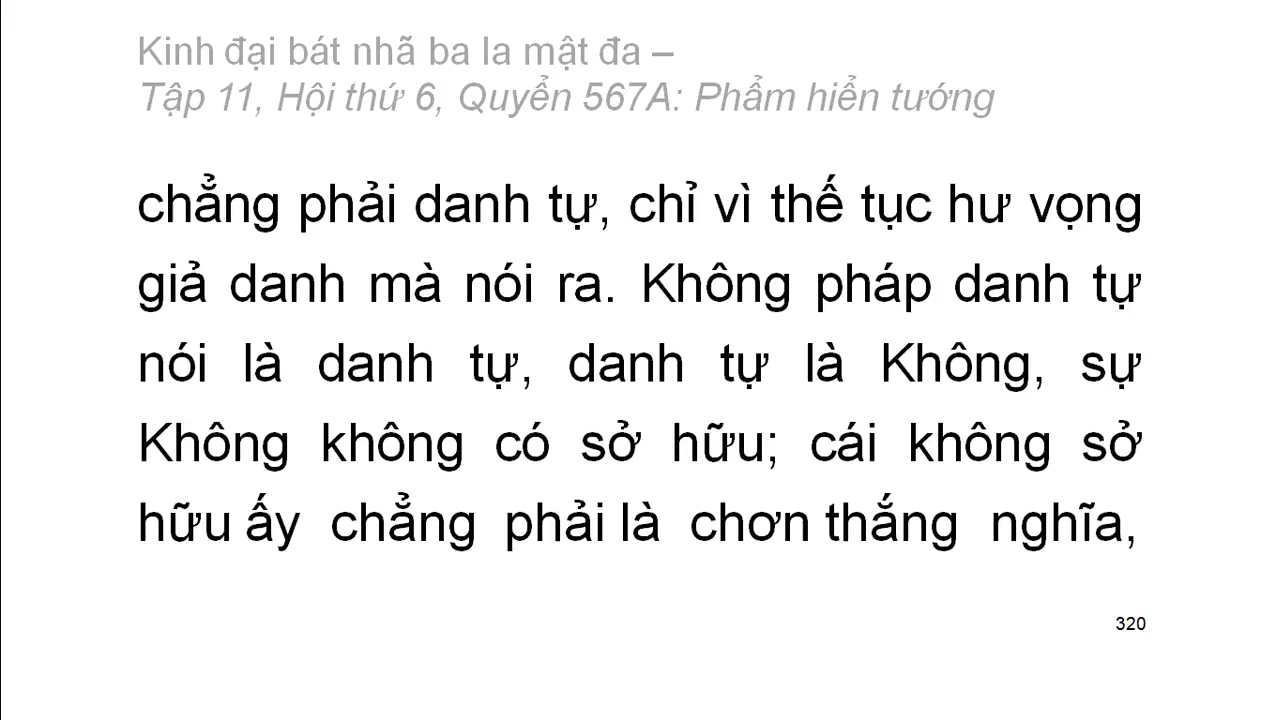 Kinh đại bát nhã ba la mật đa –
Tập 11, Hội thứ 6, Quyển 567A: Phẩm hiển tướng
chẳng phải danh tự, chỉ vì thế tục hư vọng
giả danh mà nói ra. Không pháp danh tự
nói là danh tự, danh tự là Không, sự
Không không có sở hữu; cái không sở
hữu ấy chẳng phải là chơn thắng nghĩa,
320